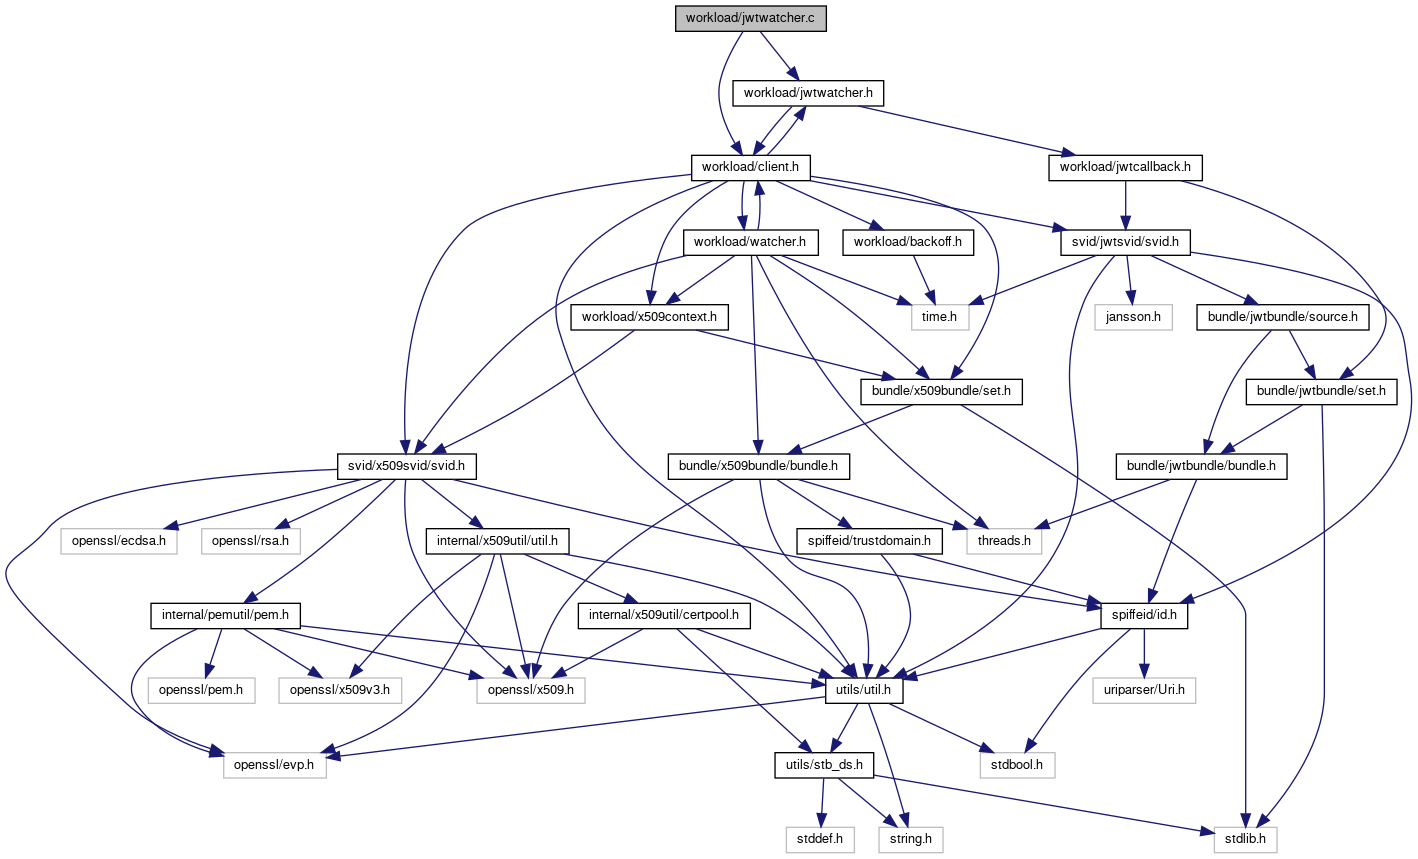 workload/jwtwatcher.c
workload/jwtwatcher.h
workload/client.h
workload/jwtcallback.h
workload/watcher.h
workload/backoff.h
svid/jwtsvid/svid.h
workload/x509context.h
time.h
jansson.h
bundle/jwtbundle/source.h
bundle/x509bundle/set.h
bundle/jwtbundle/set.h
svid/x509svid/svid.h
bundle/x509bundle/bundle.h
bundle/jwtbundle/bundle.h
openssl/ecdsa.h
openssl/rsa.h
internal/x509util/util.h
spiffeid/trustdomain.h
threads.h
internal/pemutil/pem.h
internal/x509util/certpool.h
spiffeid/id.h
openssl/pem.h
openssl/x509v3.h
openssl/x509.h
utils/util.h
uriparser/Uri.h
openssl/evp.h
utils/stb_ds.h
stdbool.h
stddef.h
string.h
stdlib.h